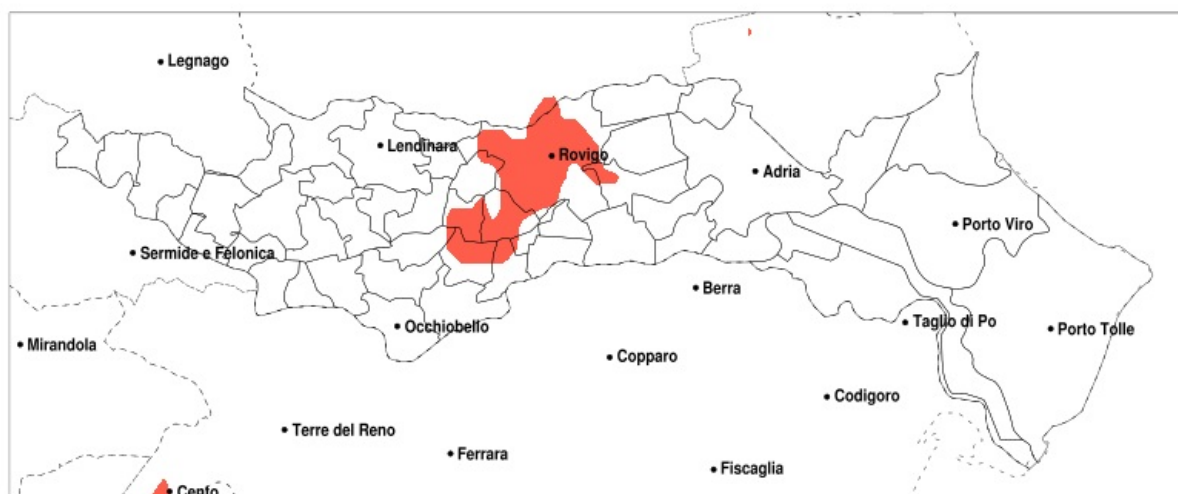 Legnago
Lendinara
Rovigo
Adria
Porto Viro
Sermide e Felonica
Berra
Occhiobello
Taglio di Po
Porto Tolle
Mirandola
Copparo
Codigoro
Terre del Reno
Ferrara
Fiscaglia
Cento